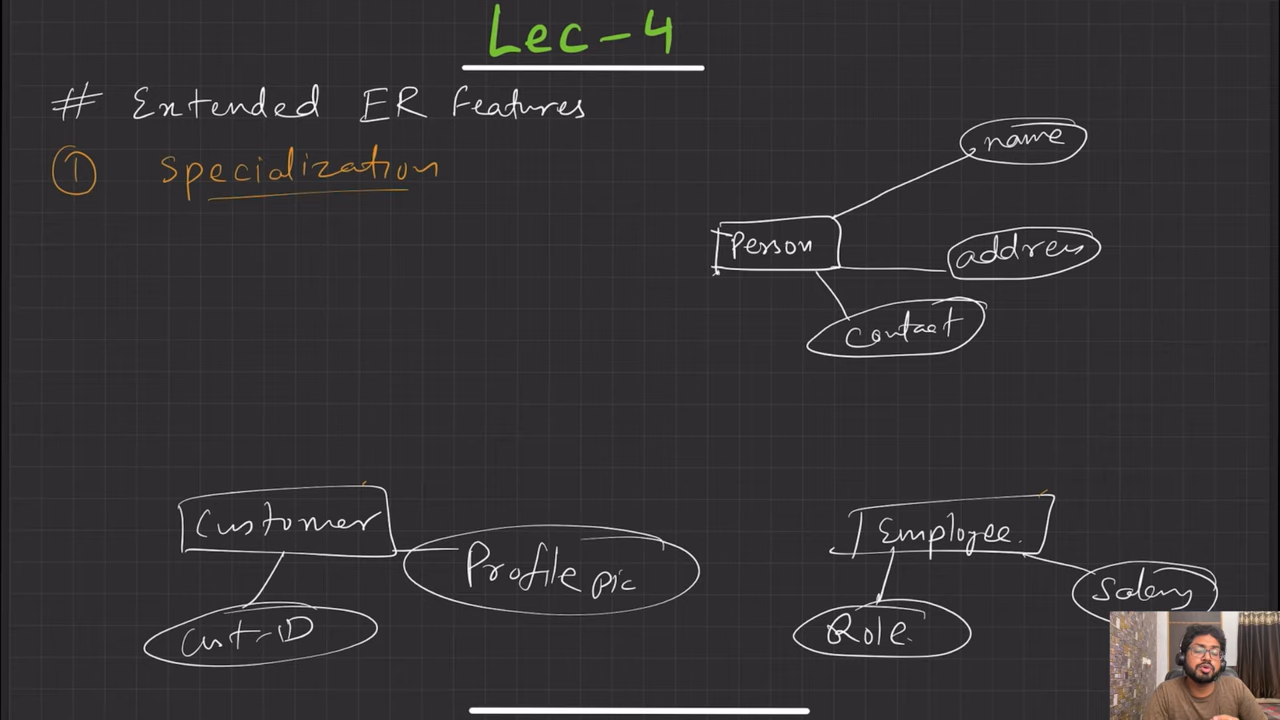 Lec-4
# Extended ER Features
① Specialization
name
Person
address
Contact
Customer
Profile pic
Cust-ID
Employee.
Salary
Role.